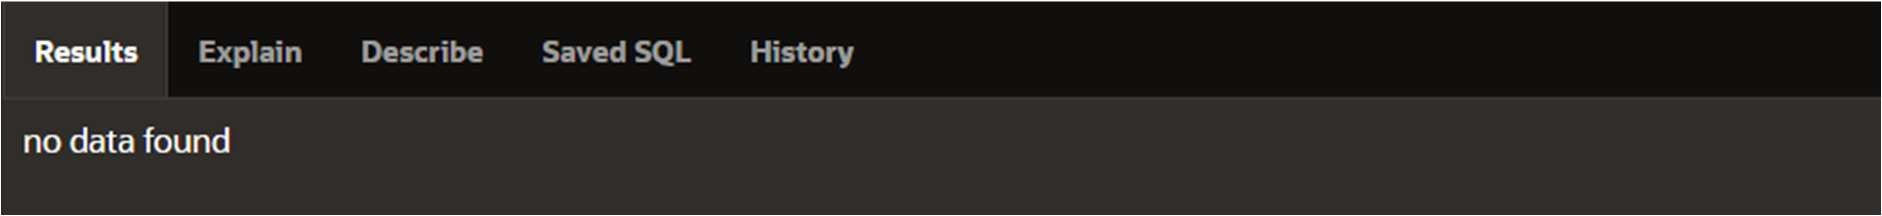 Results Explain Describe Saved SQL History
no data found